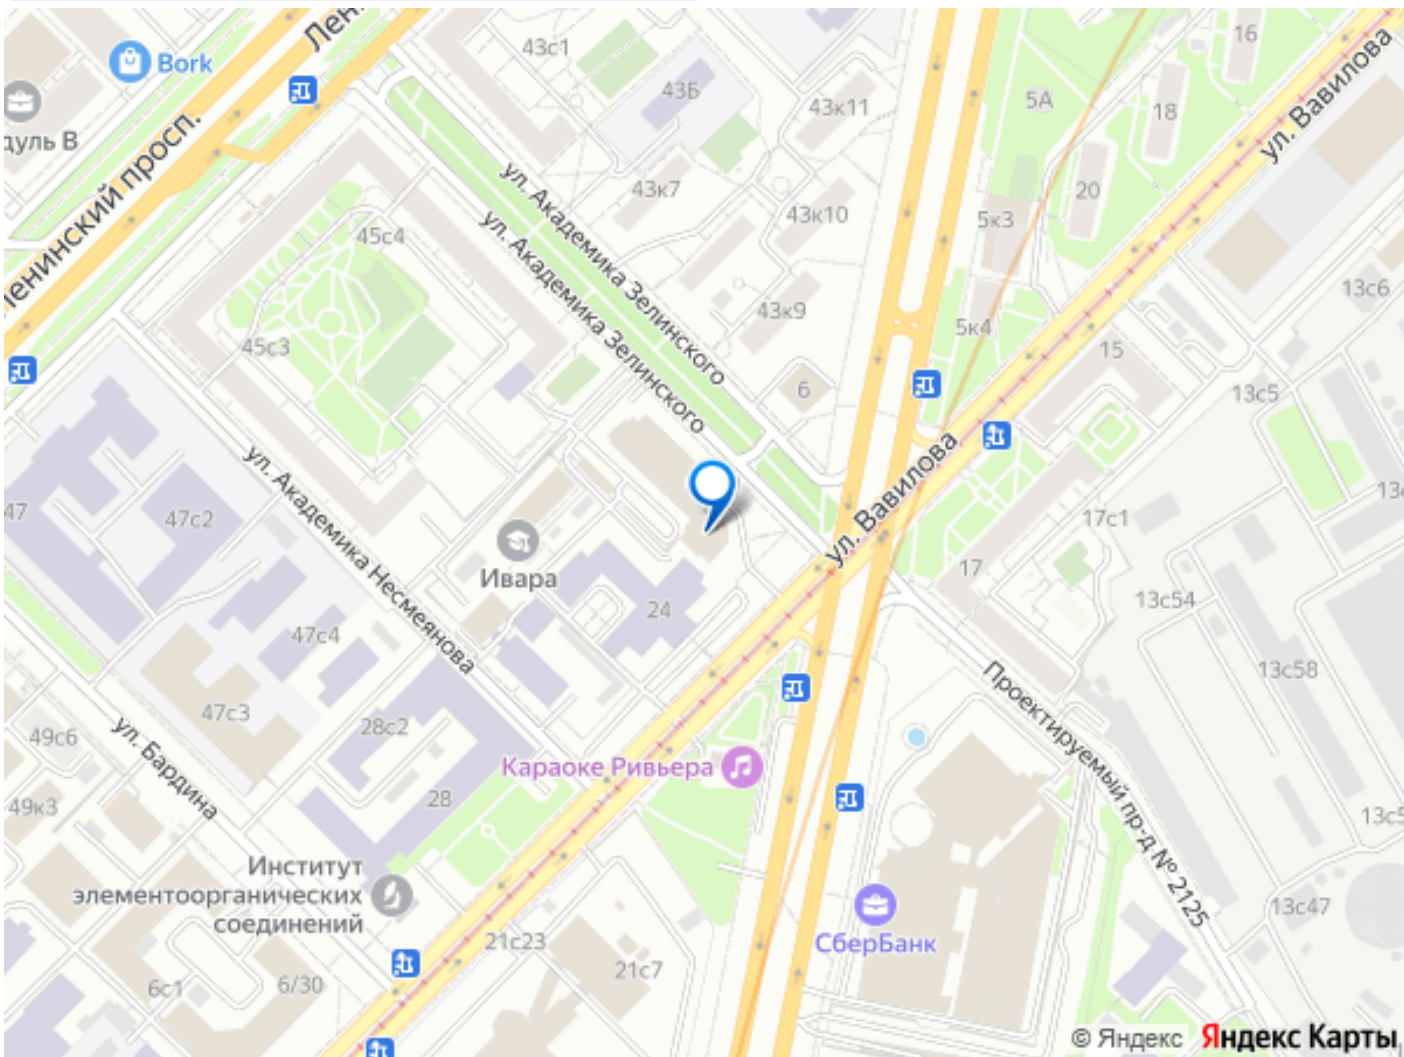 Bork
дуль В
Лен
Ленинский просп.
43с1
43Б
43к11
5А
16
18
ул. Вавилова
20
43к7
43к10
5к3
ул. Академика Зелинского
ул. Академика Зелинского
45с4
43к9
5к4
15
13с6
45с3
6
13с5
ул. Вавилова
47
47с2
ул. Академика Несмеянова
Ивара
24
17с1
17
13с54
47с4
13с58
47с3
28с2
49с6
ул. Бардина
Проектируемый пр-д № 2125
Караоке Ривьера
28
49к3
Институт
элементоорганических
соединений
СберБанк
13с47
21с23
21с7
6с1
6/30
© Яндекс Яндекс Карты